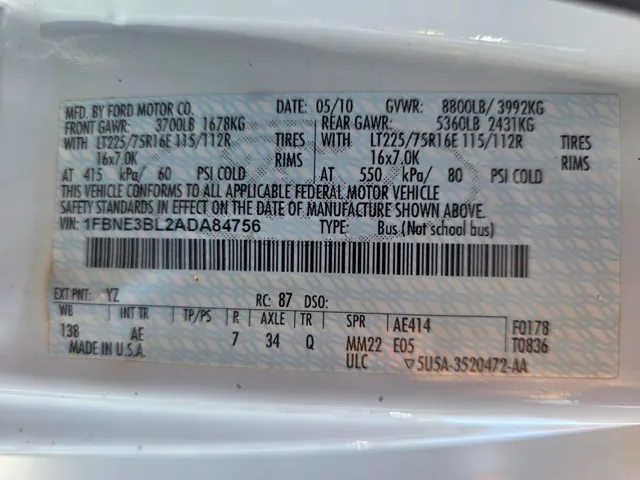 MFD. BY FORD MOTOR CO. DATE: 05/10 GVWR: 8800LB/ 3992KG
FRONT GAWR: 3700LB 1678KG REAR GAWR: 5360LB 2431KG
WITH LT225/75R16E 115/112R TIRES WITH LT225/75R16E 115/112R TIRES
16x7.0K RIMS 16x7.0K RIMS
AT 415 kPa/ 60 PSI COLD AT 550 kPa/ 80 PSI COLD
THIS VEHICLE CONFORMS TO ALL APPLICABLE FEDERAL MOTOR VEHICLE
SAFETY STANDARDS IN EFFECT ON THE DATE OF MANUFACTURE SHOWN ABOVE.
VIN: 1FBNE3BL2ADA84756 TYPE: Bus (Not school bus)
EXT PNT: YZ RC: 87 DSO:
WB INT TR TP/PS R AXLE TR SPR AE414 F0178
138 AE 7 34 Q MM22 E05 T0836
MADE IN U.S.A. ULC ▽5U5A-3520472-AA